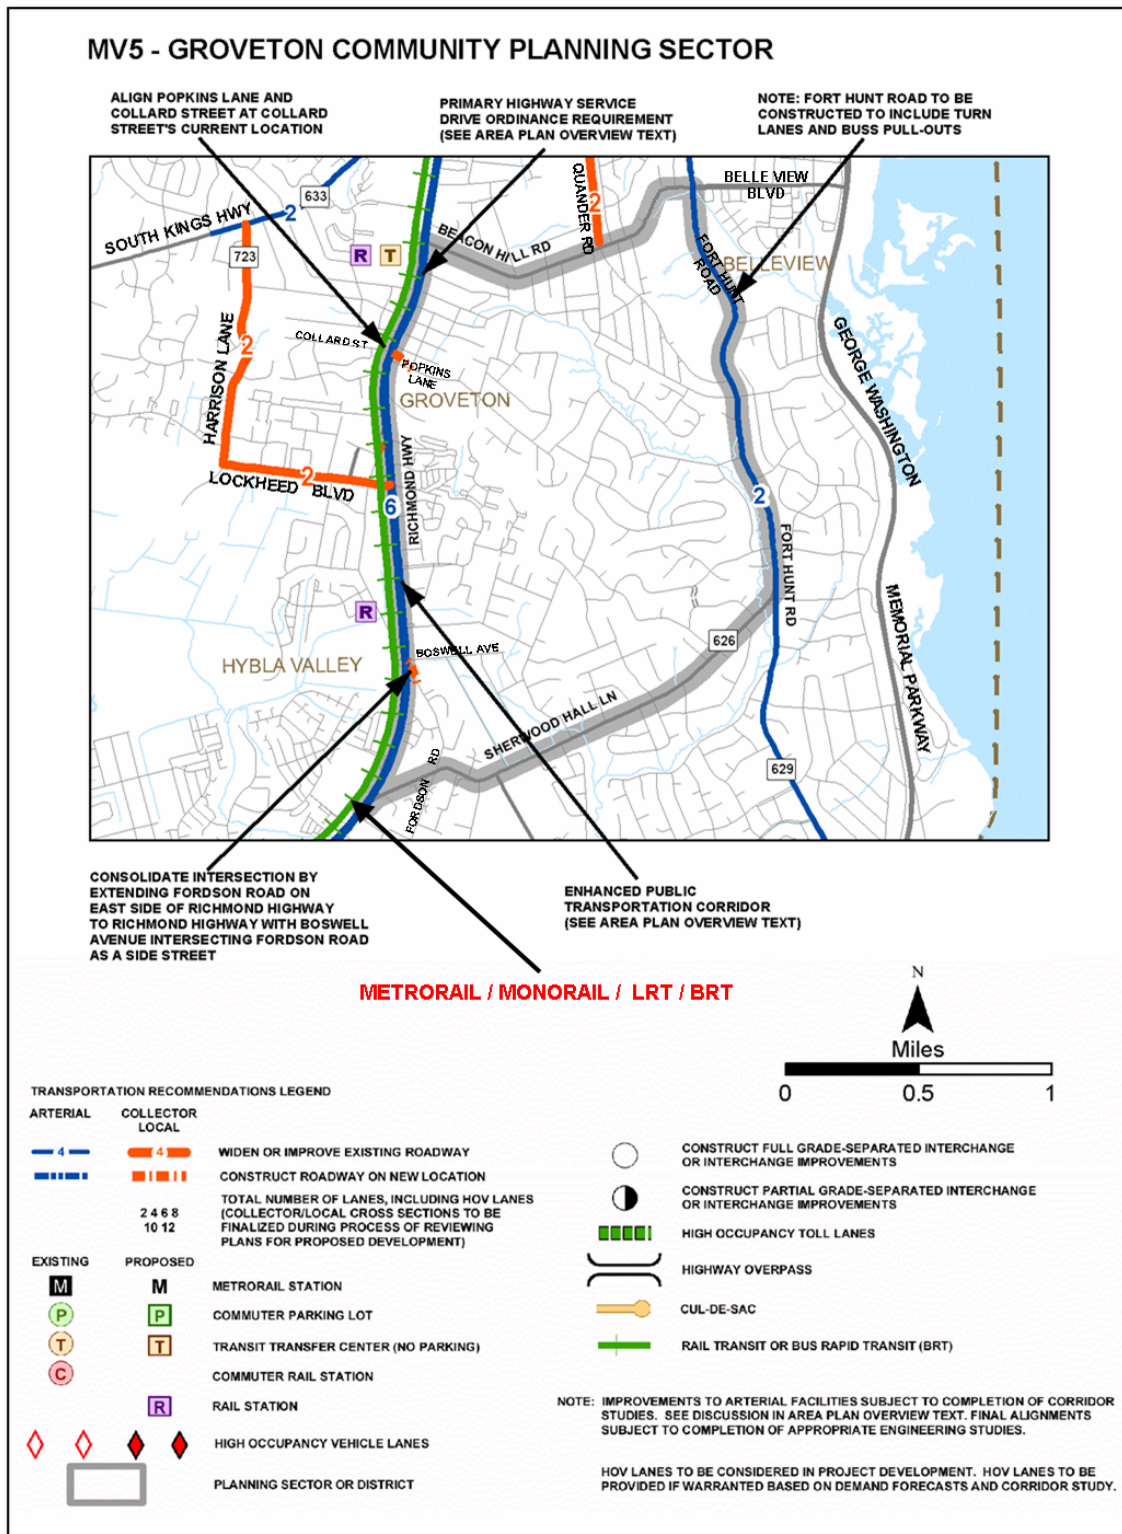 MV5 - GROVETON COMMUNITY PLANNING SECTOR
ALIGN POPKINS LANE AND
COLLARD STREET AT COLLARD
STREET'S CURRENT LOCATION
PRIMARY HIGHWAY SERVICE
DRIVE ORDINANCE REQUIREMENT
(SEE AREA PLAN OVERVIEW TEXT)
NOTE: FORT HUNT ROAD TO BE
CONSTRUCTED TO INCLUDE TURN
LANES AND BUSS PULL-OUTS
SOUTH KINGS HWY
2
633
723
R
T
BEACON HILL RD
QUANDER RD
2
BELLE VIEW
BLVD
FORT HUNT
ROAD
BELLEVIEW
HARRISON LANE
2
COLLARD ST
POPKINS
LANE
GROVETON
GEORGE WASHINGTON
LOCKHEED BLVD
2
6
RICHMOND HWY
2
FORT HUNT RD
R
HYBLA VALLEY
BOSWELL AVE
626
MEMORIAL PARKWAY
SHERWOOD HALL LN
FORDSON RD
629
CONSOLIDATE INTERSECTION BY
EXTENDING FORDSON ROAD ON
EAST SIDE OF RICHMOND HIGHWAY
TO RICHMOND HIGHWAY WITH BOSWELL
AVENUE INTERSECTING FORDSON ROAD
AS A SIDE STREET
ENHANCED PUBLIC
TRANSPORTATION CORRIDOR
(SEE AREA PLAN OVERVIEW TEXT)
METRORAIL / MONORAIL / LRT / BRT
N
Miles
0 0.5 1
TRANSPORTATION RECOMMENDATIONS LEGEND
ARTERIAL
COLLECTOR
LOCAL
4 4 WIDEN OR IMPROVE EXISTING ROADWAY
CONSTRUCT ROADWAY ON NEW LOCATION
2 4 6 8
10 12
TOTAL NUMBER OF LANES, INCLUDING HOV LANES
(COLLECTOR/LOCAL CROSS SECTIONS TO BE
FINALIZED DURING PROCESS OF REVIEWING
PLANS FOR PROPOSED DEVELOPMENT)
EXISTING PROPOSED
M M METRORAIL STATION
P P COMMUTER PARKING LOT
T T TRANSIT TRANSFER CENTER (NO PARKING)
C COMMUTER RAIL STATION
R RAIL STATION
HIGH OCCUPANCY VEHICLE LANES
PLANNING SECTOR OR DISTRICT
CONSTRUCT FULL GRADE-SEPARATED INTERCHANGE
OR INTERCHANGE IMPROVEMENTS
CONSTRUCT PARTIAL GRADE-SEPARATED INTERCHANGE
OR INTERCHANGE IMPROVEMENTS
HIGH OCCUPANCY TOLL LANES
HIGHWAY OVERPASS
CUL-DE-SAC
RAIL TRANSIT OR BUS RAPID TRANSIT (BRT)
NOTE: IMPROVEMENTS TO ARTERIAL FACILITIES SUBJECT TO COMPLETION OF CORRIDOR
STUDIES. SEE DISCUSSION IN AREA PLAN OVERVIEW TEXT. FINAL ALIGNMENTS
SUBJECT TO COMPLETION OF APPROPRIATE ENGINEERING STUDIES.
HOV LANES TO BE CONSIDERED IN PROJECT DEVELOPMENT. HOV LANES TO BE
PROVIDED IF WARRANTED BASED ON DEMAND FORECASTS AND CORRIDOR STUDY.